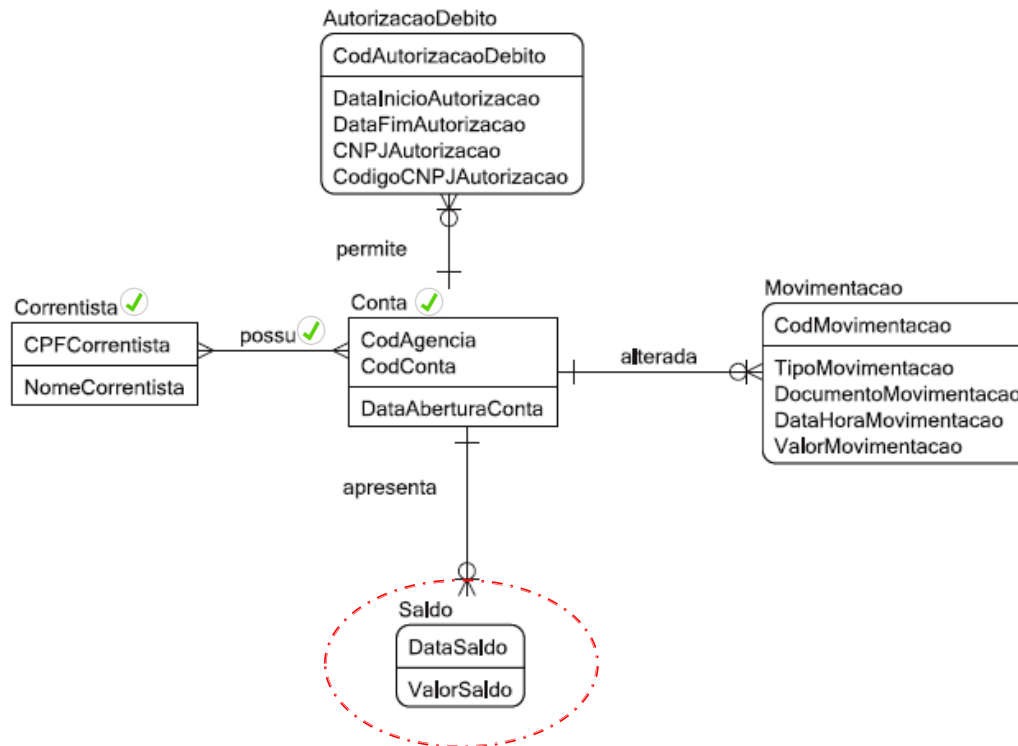 AutorizacaoDebito
CodAutorizacaoDebito
DataInicioAutorizacao
DataFimAutorizacao
CNPJAutorizacao
CodigoCNPJAutorizacao
permite
Correntista
CPFCorrentista
NomeCorrentista
possu
Conta
CodAgencia
CodConta
DataAberturaConta
alterada
Movimentacao
CodMovimentacao
TipoMovimentacao
DocumentoMovimentacao
DataHoraMovimentacao
ValorMovimentacao
apresenta
Saldo
DataSaldo
ValorSaldo